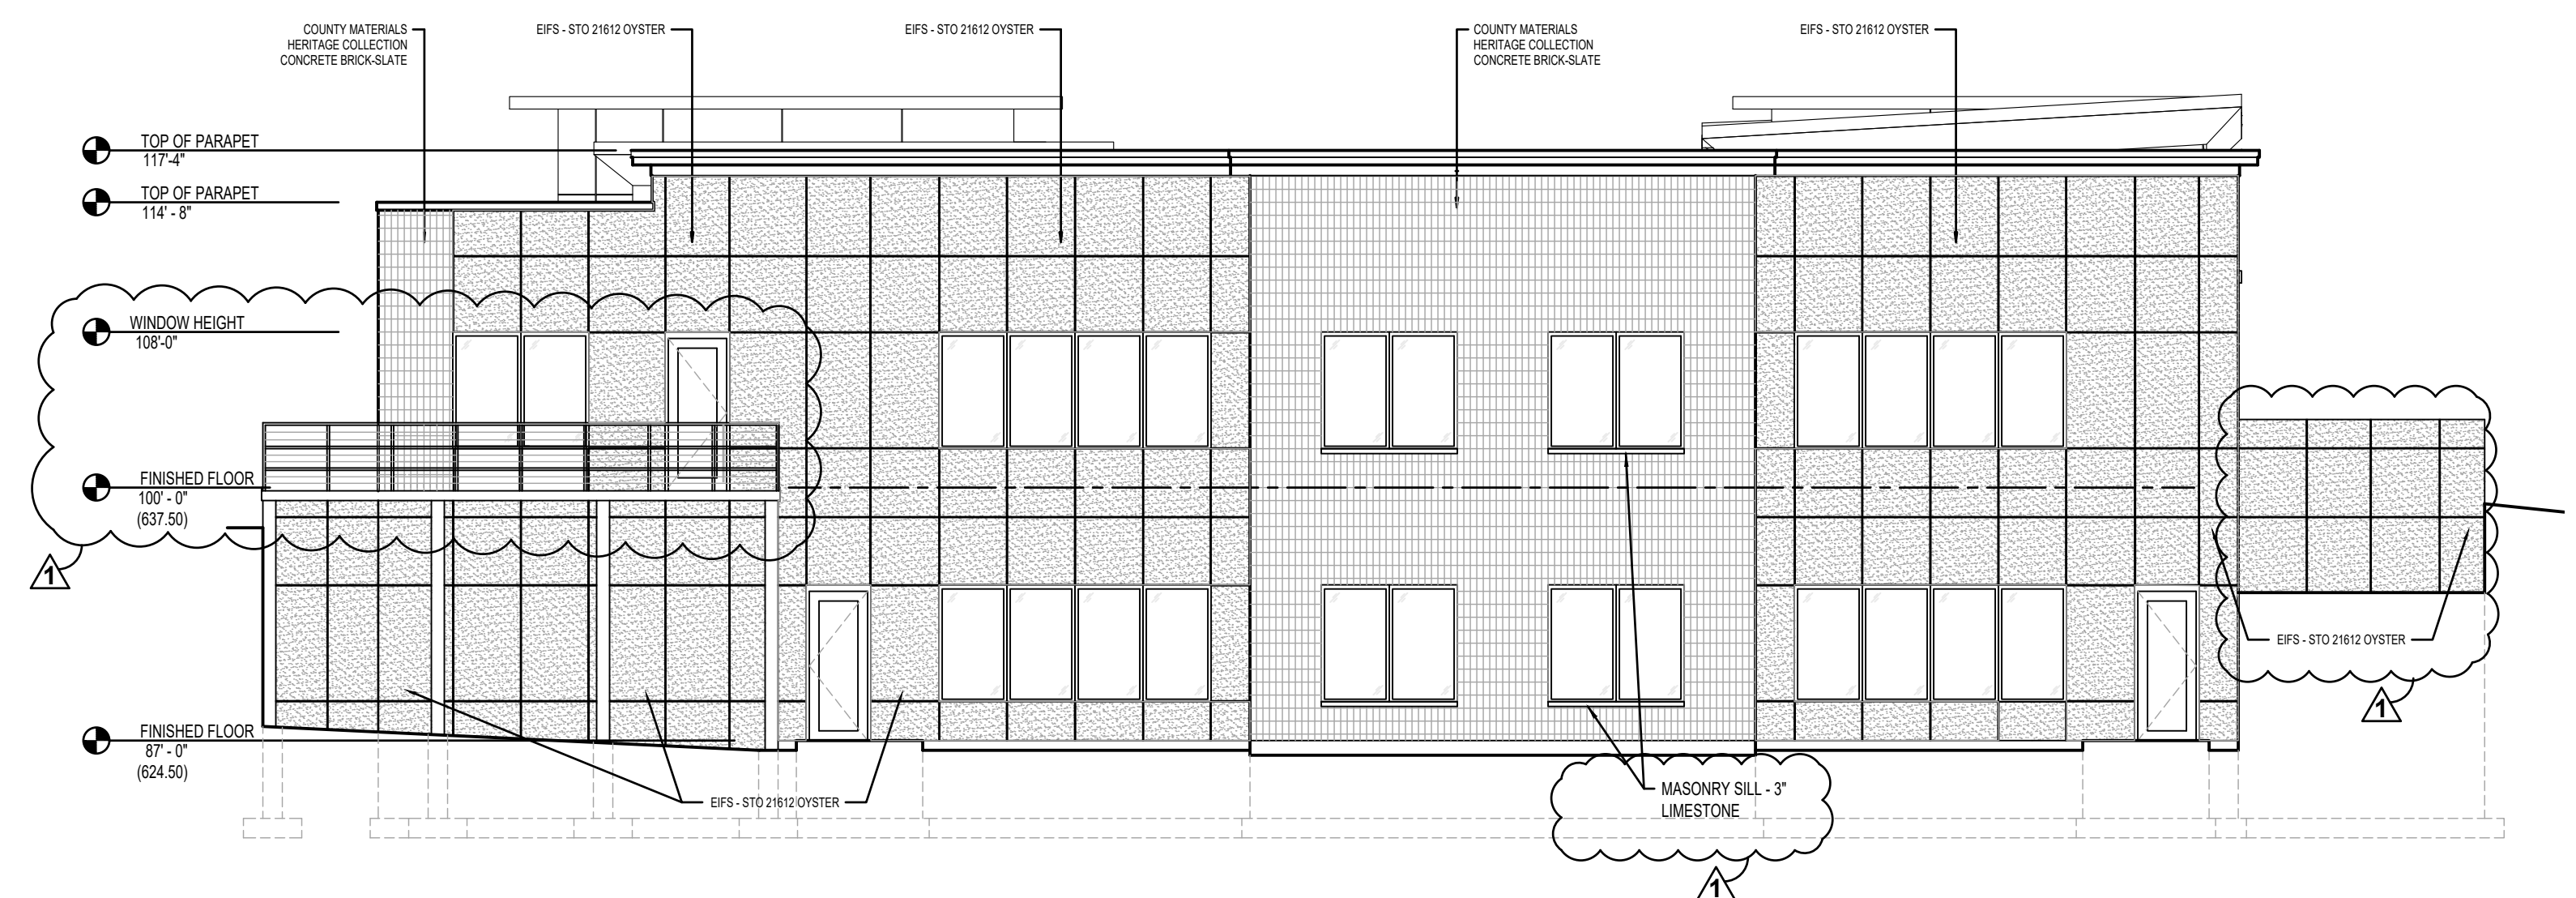 COUNTY MATERIALS
HERITAGE COLLECTION
CONCRETE BRICK-SLATE
EIFS - STO 21612 OYSTER
EIFS - STO 21612 OYSTER
COUNTY MATERIALS
HERITAGE COLLECTION
CONCRETE BRICK-SLATE
EIFS - STO 21612 OYSTER
TOP OF PARAPET
117'-4"
TOP OF PARAPET
114' - 8"
WINDOW HEIGHT
108'-0"
FINISHED FLOOR
100' - 0"
(637.50)
1
EIFS - STO 21612 OYSTER
1
FINISHED FLOOR
87' - 0"
(624.50)
EIFS - STO 21612 OYSTER
MASONRY SILL - 3"
LIMESTONE
1